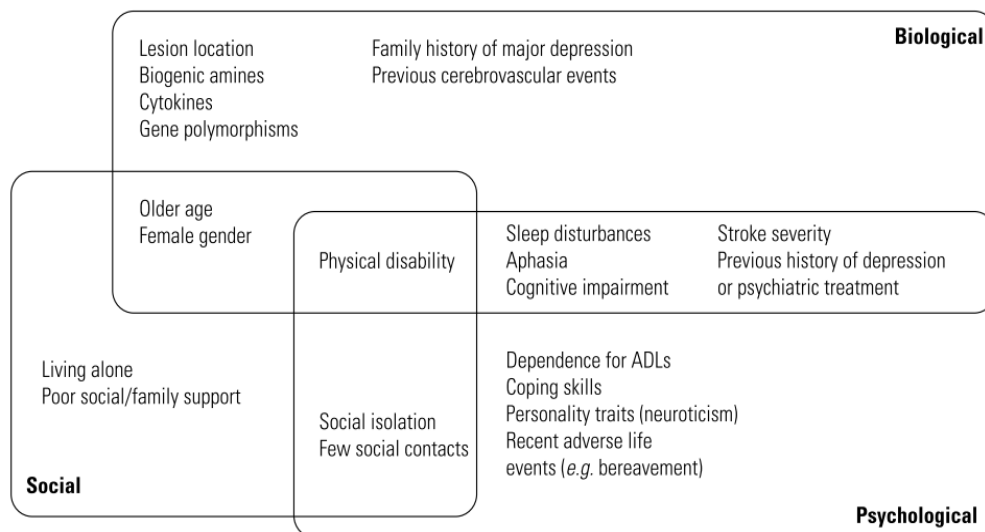 Biological
Lesion location
Biogenic amines
Cytokines
Gene polymorphisms
Family history of major depression
Previous cerebrovascular events
Older age
Female gender
Physical disability
Sleep disturbances
Aphasia
Cognitive impairment
Stroke severity
Previous history of depression
or psychiatric treatment
Living alone
Poor social/family support
Social isolation
Few social contacts
Dependence for ADLs
Coping skills
Personality traits (neuroticism)
Recent adverse life
events (e.g. bereavement)
Social
Psychological